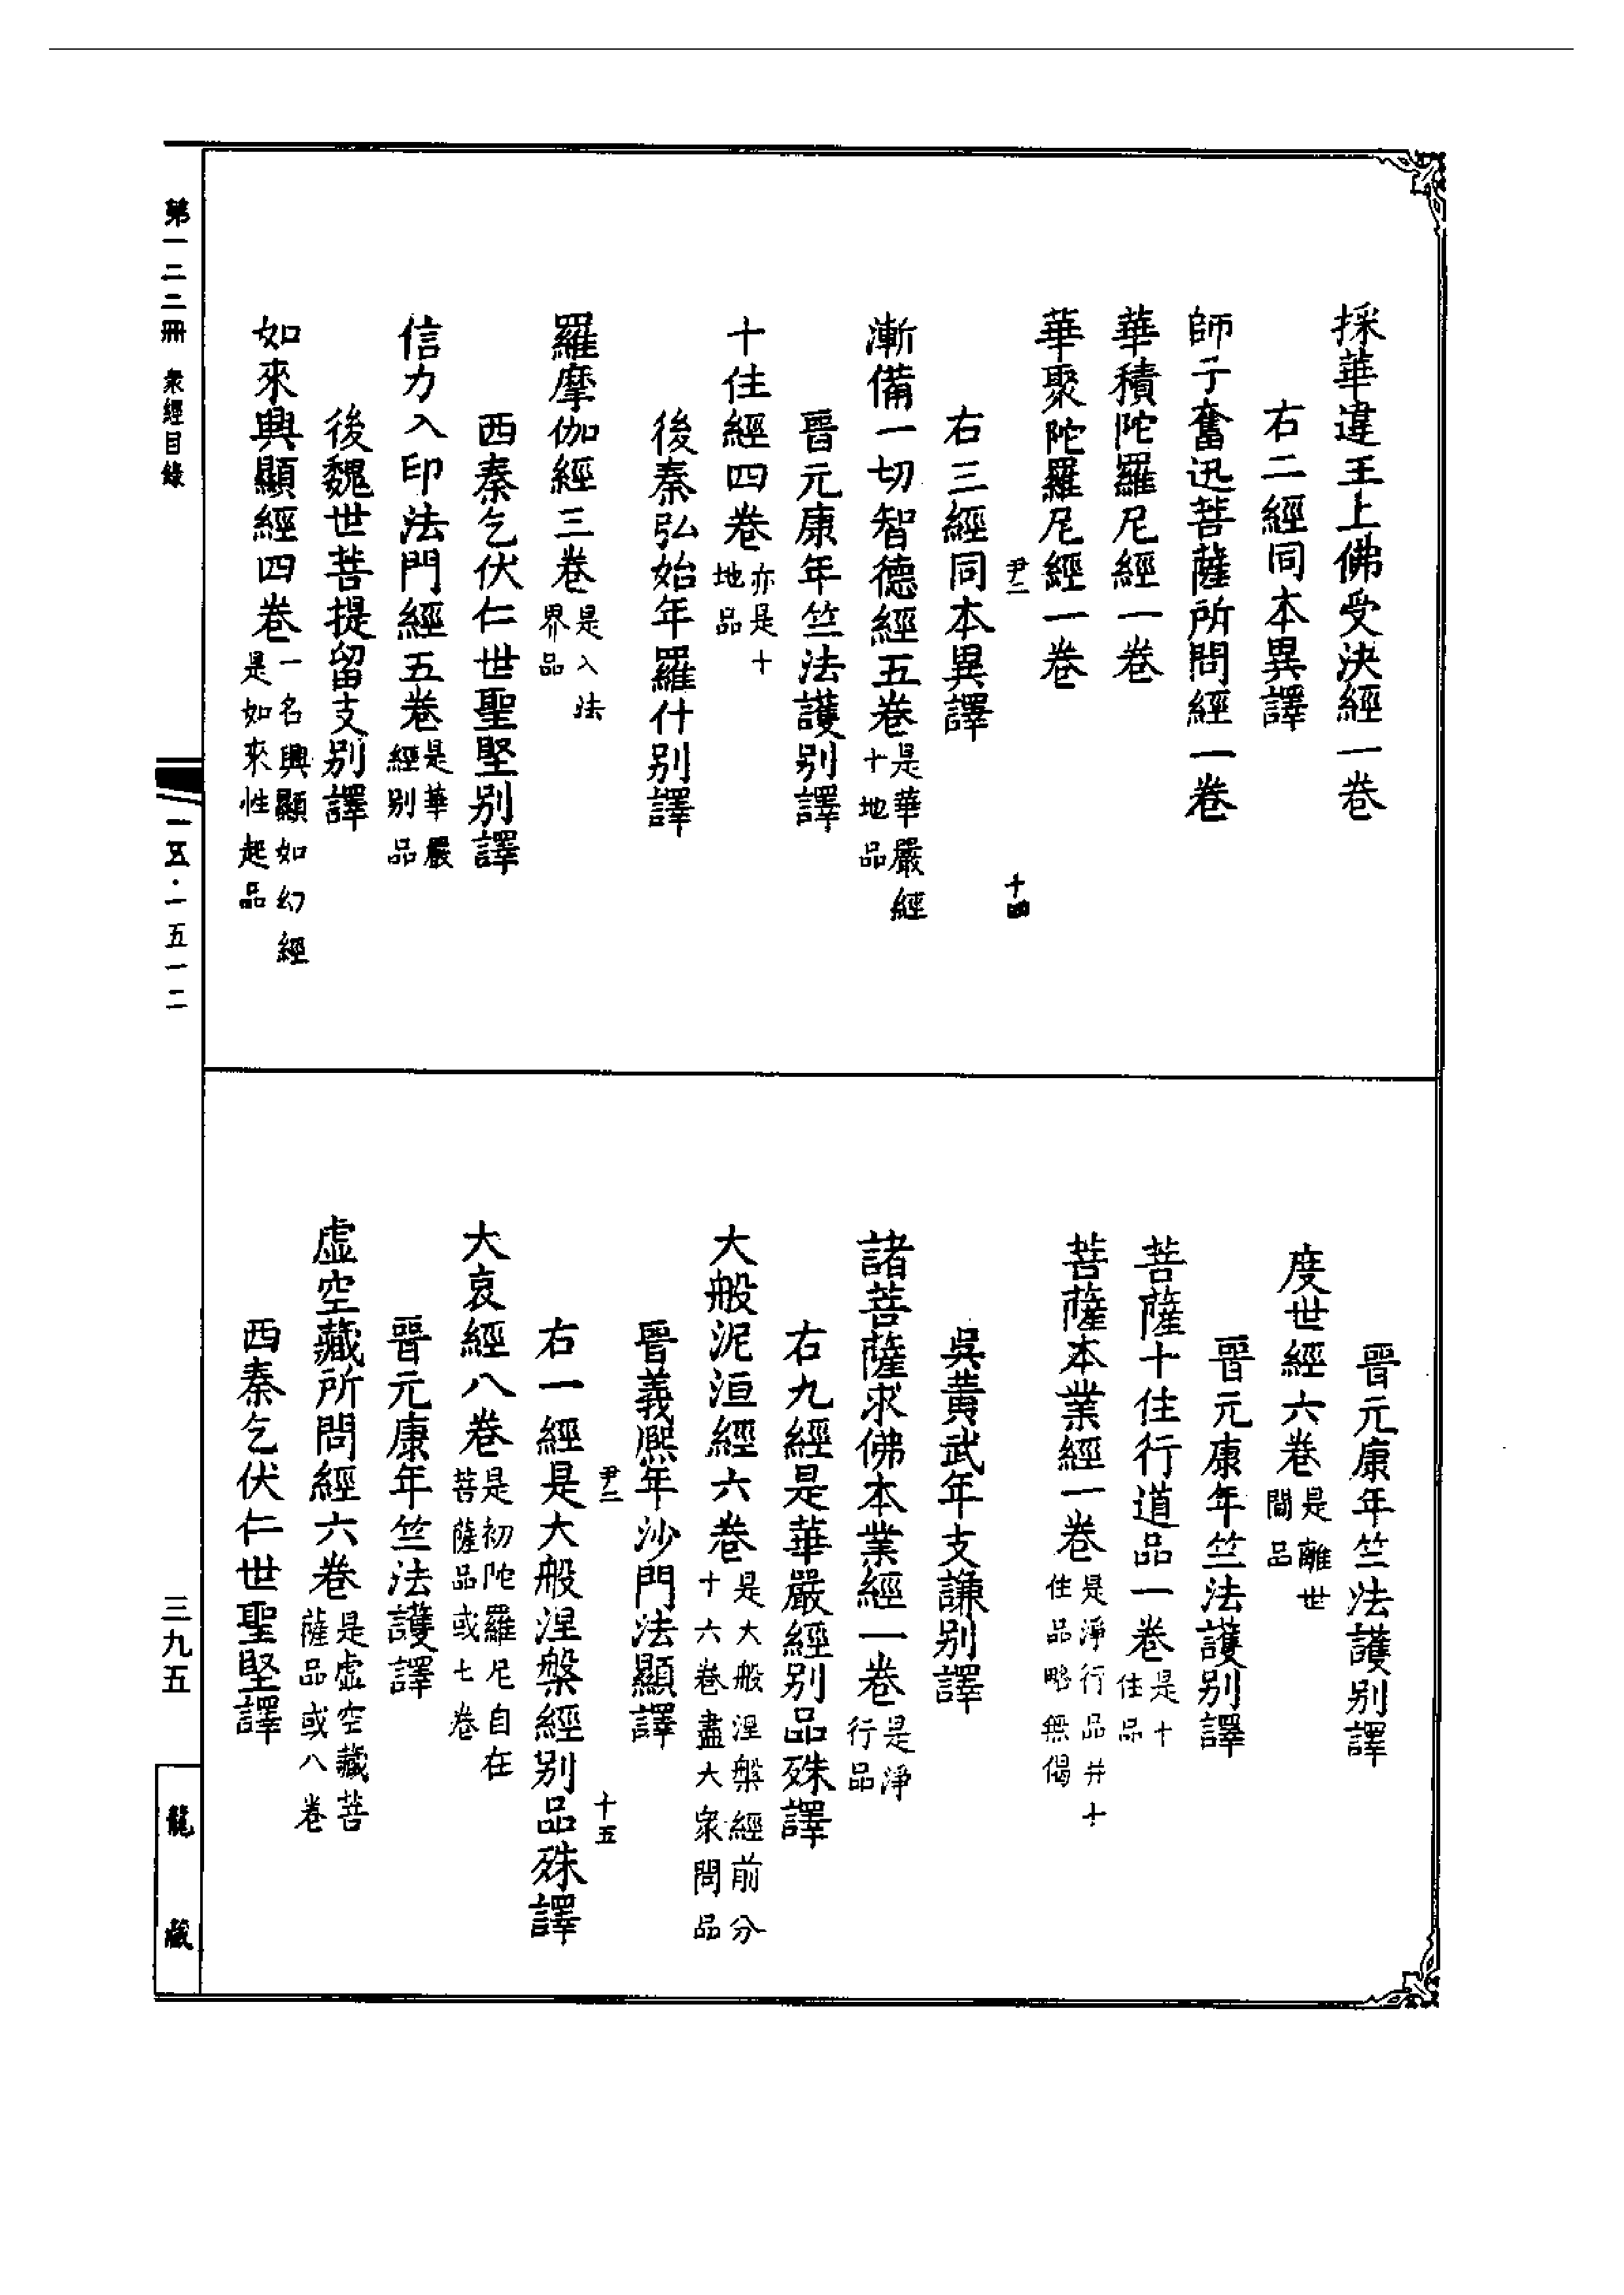 採華違王上佛受決經一卷
右二經同本異譯
師子奮迅菩薩所問經一卷
華積陀羅尼經一卷
華聚陀羅尼經一卷
尹二 十四
右三經同本異譯
漸備一切智德經五卷是華嚴經十地品
晉元康年竺法護別譯
十住經四卷亦是十地品
後秦弘始年羅什別譯
羅摩伽經三卷是入法界品
西秦乞伏仁世聖堅別譯
信力入印法門經五卷是華嚴經別品
後魏世菩提留支別譯
如來興顯經四卷一名興顯如幻經是如來性起品
晉元康年竺法護別譯
度世經六卷是離世間品
晉元康年竺法護別譯
菩薩十住行道品一卷是十住品
菩薩本業經一卷是淨行品并十住品略無偈
吳黃武年支謙別譯
諸菩薩求佛本業經一卷是淨行品
右九經是華嚴經別品殊譯
大般泥洹經六卷是大般涅槃經前分十六卷盡大眾問品
晉義熙年沙門法顯譯
尹二 十五
右一經是大般涅槃經別品殊譯
大哀經八卷是初陀羅尼自在菩薩品或七卷
晉元康年竺法護譯
虛空藏所問經六卷是虛空藏菩薩品或八卷
西秦乞伏仁世聖堅譯
第一二二冊 衆經目錄
一五·一五一二
三九五
龍藏